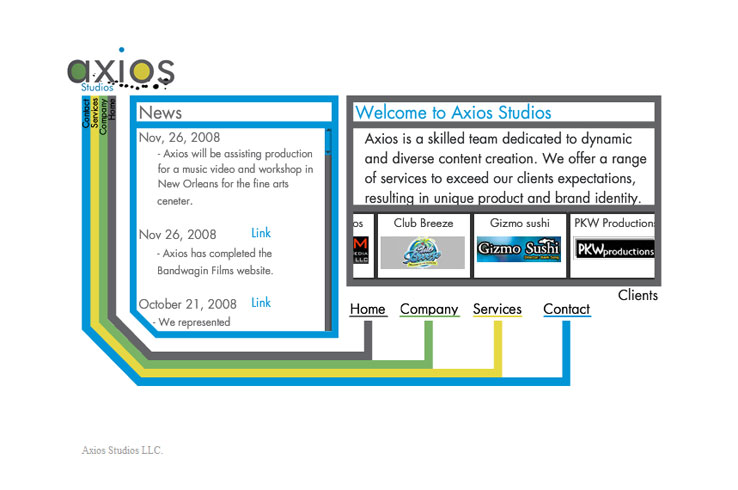 axios
Studios
Contact
Services
Company
Home
News
Nov, 26, 2008
- Axios will be assisting production
for a music video and workshop in
New Orleans for the fine arts
ceneter.
Nov 26, 2008 Link
- Axios has completed the
Bandwagin Films website.
October 21, 2008 Link
- We represented
Welcome to Axios Studios
Axios is a skilled team dedicated to dynamic
and diverse content creation. We offer a range
of services to exceed our clients expectations,
resulting in unique product and brand identity.
os Club Breeze Gizmo sushi PKW Productions
Gizmo Sushi
PKWproductions
Clients
Home Company Services Contact
Axios Studios LLC.